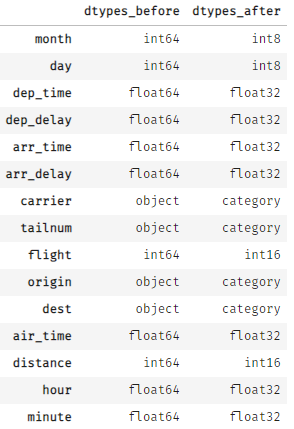 dtypes_before dtypes_after
month int64 int8
day int64 int8
dep_time float64 float32
dep_delay float64 float32
arr_time float64 float32
arr_delay float64 float32
carrier object category
tailnum object category
flight int64 int16
origin object category
dest object category
air_time float64 float32
distance int64 int16
hour float64 float32
minute float64 float32